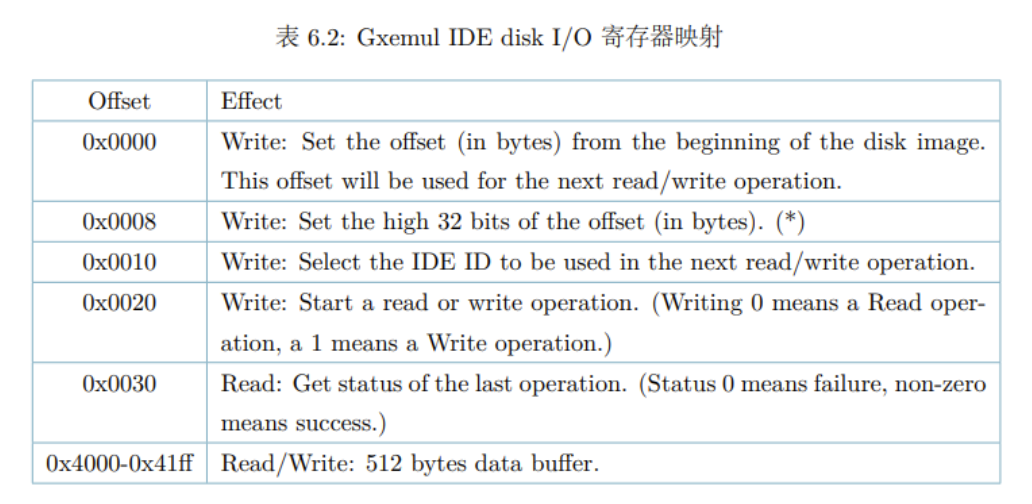 表 6.2: Gxemul IDE disk I/O 寄存器映射
Offset Effect
0x0000 Write: Set the offset (in bytes) from the beginning of the disk image.
This offset will be used for the next read/write operation.
0x0008 Write: Set the high 32 bits of the offset (in bytes). (*)
0x0010 Write: Select the IDE ID to be used in the next read/write operation.
0x0020 Write: Start a read or write operation. (Writing 0 means a Read oper-
ation, a 1 means a Write operation.)
0x0030 Read: Get status of the last operation. (Status 0 means failure, non-zero
means success.)
0x4000-0x41ff Read/Write: 512 bytes data buffer.